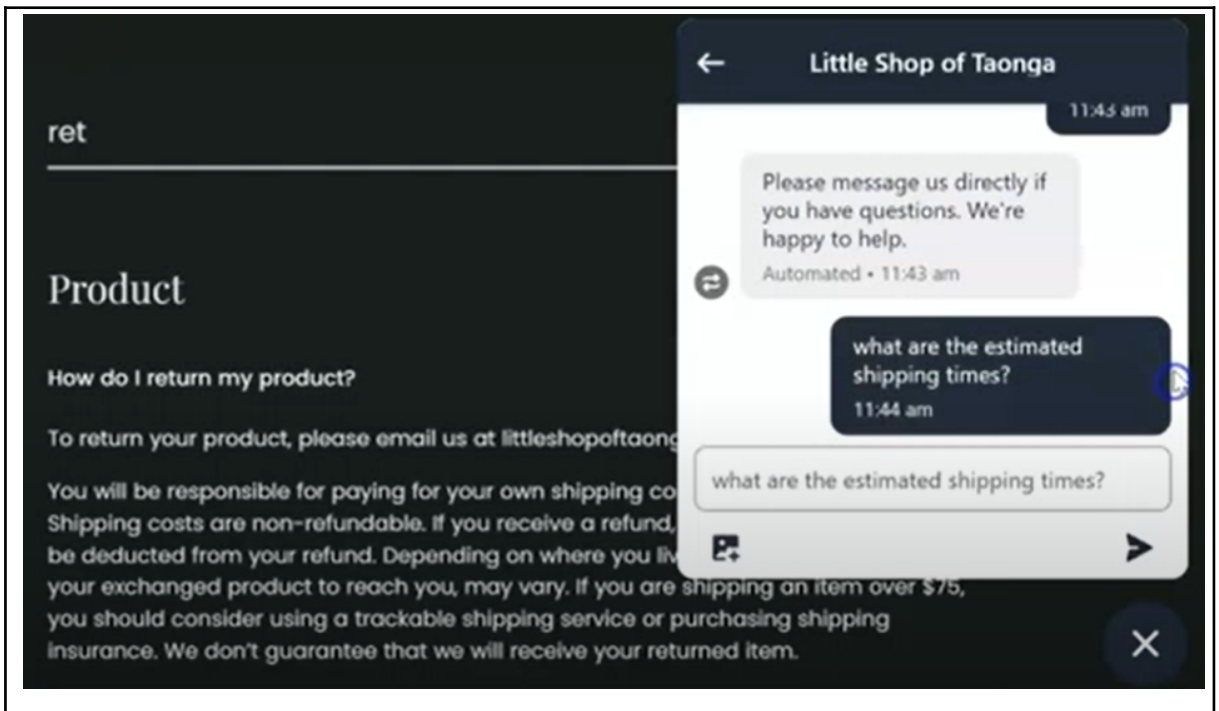 ret
Product
How do I return my product?
To return your product, please email us at littleshopoftaong
You will be responsible for paying for your own shipping co
Shipping costs are non-refundable. If you receive a refund,
be deducted from your refund. Depending on where you liv
your exchanged product to reach you, may vary. If you are shipping an item over $75,
you should consider using a trackable shipping service or purchasing shipping
insurance. We don't guarantee that we will receive your returned item.
Little Shop of Taonga
11:43 am
Please message us directly if
you have questions. We're
happy to help.
Automated • 11:43 am
what are the estimated
shipping times?
11:44 am
what are the estimated shipping times?